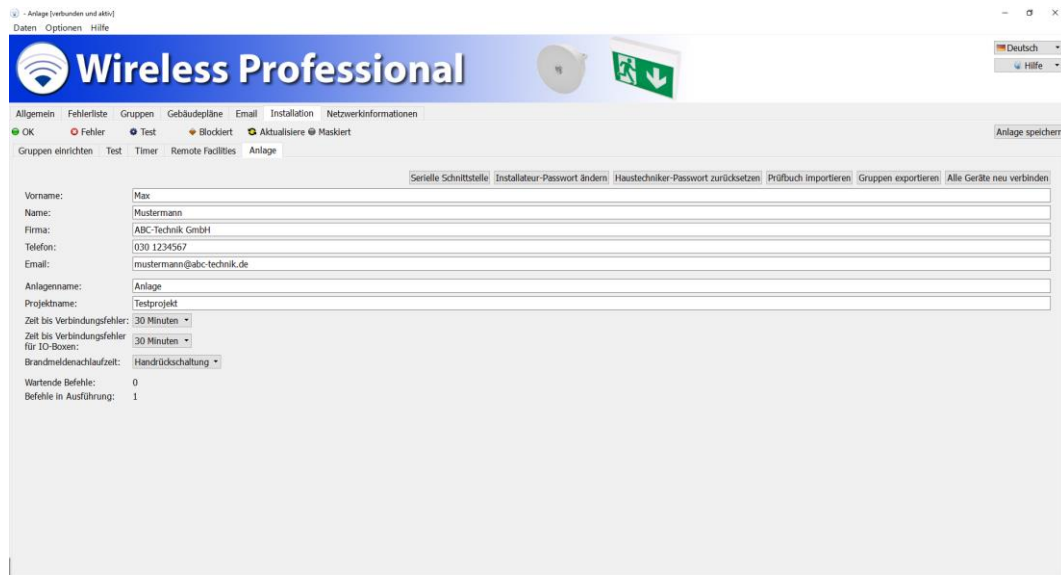 - Anlage [verbunden und aktiv]
Daten Optionen Hilfe
Wireless Professional
Deutsch
Hilfe
Allgemein Fehlerliste Gruppen Gebäudepläne Email Installation Netzwerkinformationen
OK Fehler Test Blockiert Aktualisiere Maskiert Anlage speichern
Gruppen einrichten Test Timer Remote Facilities Anlage
Serielle Schnittstelle Installateur-Passwort ändern Haustechniker-Passwort zurücksetzen Prüfbuch importieren Gruppen exportieren Alle Geräte neu verbinden
Vorname: Max
Name: Mustermann
Firma: ABC-Technik GmbH
Telefon: 030 1234567
Email: mustermann@abc-technik.de
Anlagenname: Anlage
Projektname: Testprojekt
Zeit bis Verbindungsfehler: 30 Minuten
Zeit bis Verbindungsfehler
für IO-Boxen: 30 Minuten
Brandmeldenachlaufzeit: Handrückschaltung
Wartende Befehle: 0
Befehle in Ausführung: 1